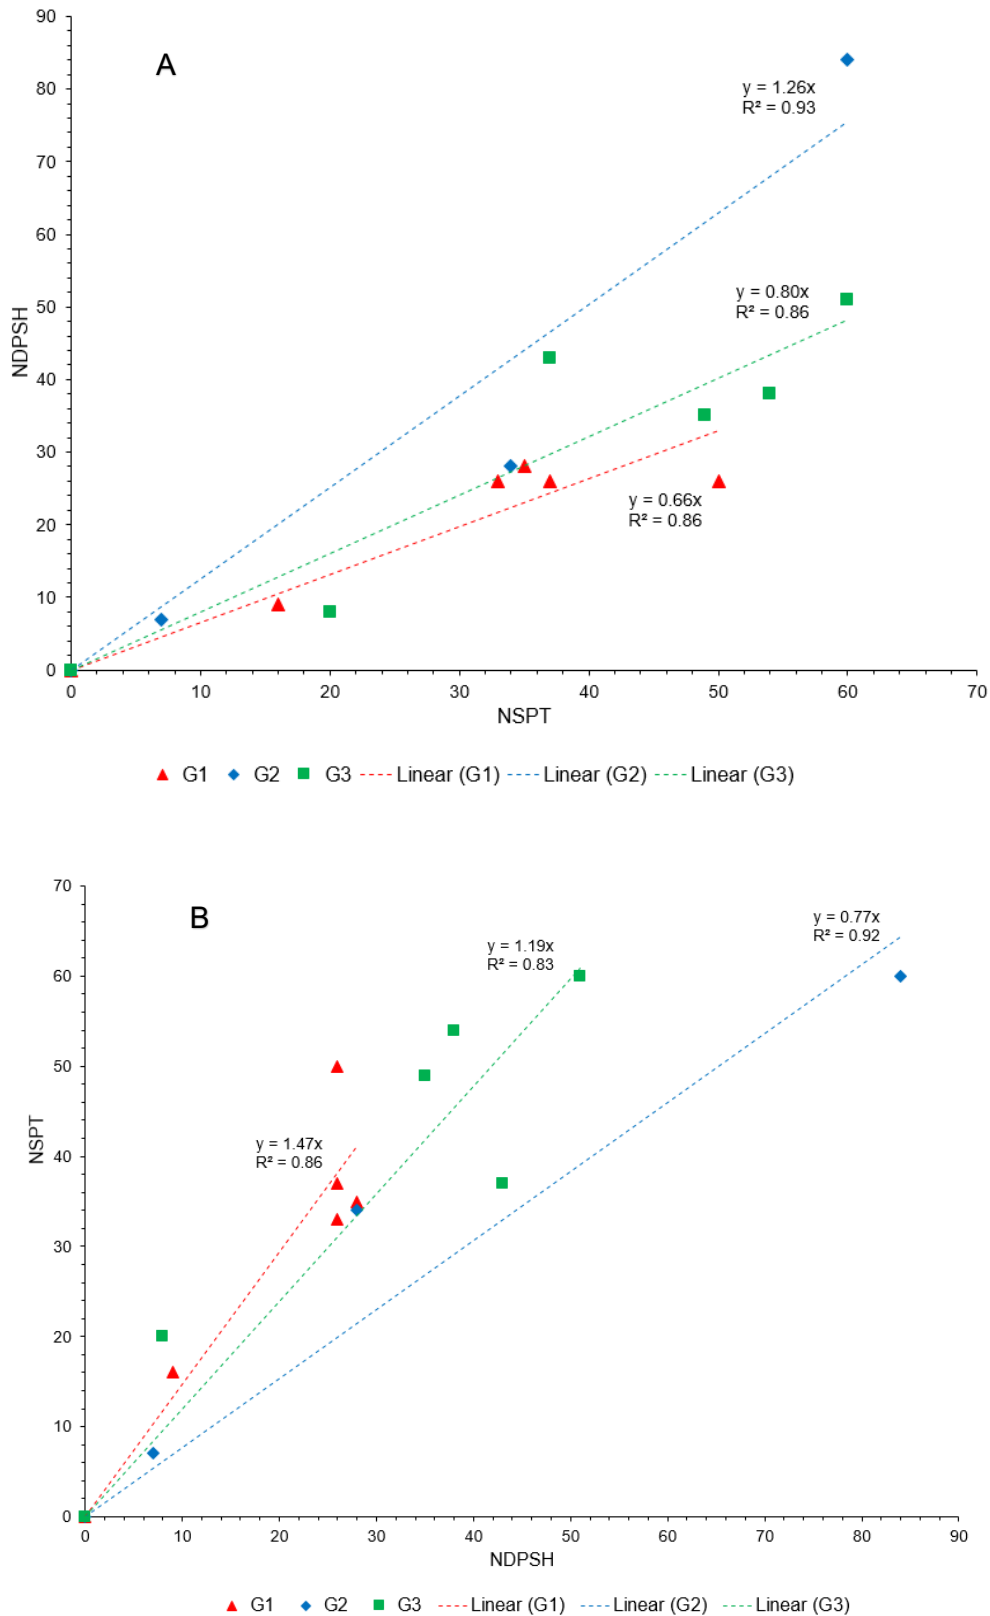 A
y = 1.26x
R² = 0.93
y = 0.80x
R² = 0.86
y = 0.66x
R² = 0.86
NDPSH
90
80
70
60
50
40
30
20
10
0
0 10 20 30 40 50 60 70
NSPT
G1 G2 G3 Linear (G1) Linear (G2) Linear (G3)
B
y = 0.77x
R² = 0.92
y = 1.19x
R² = 0.83
y = 1.47x
R² = 0.86
NSPT
70
60
50
40
30
20
10
0
0 10 20 30 40 50 60 70 80 90
NDPSH
G1 G2 G3 Linear (G1) Linear (G2) Linear (G3)